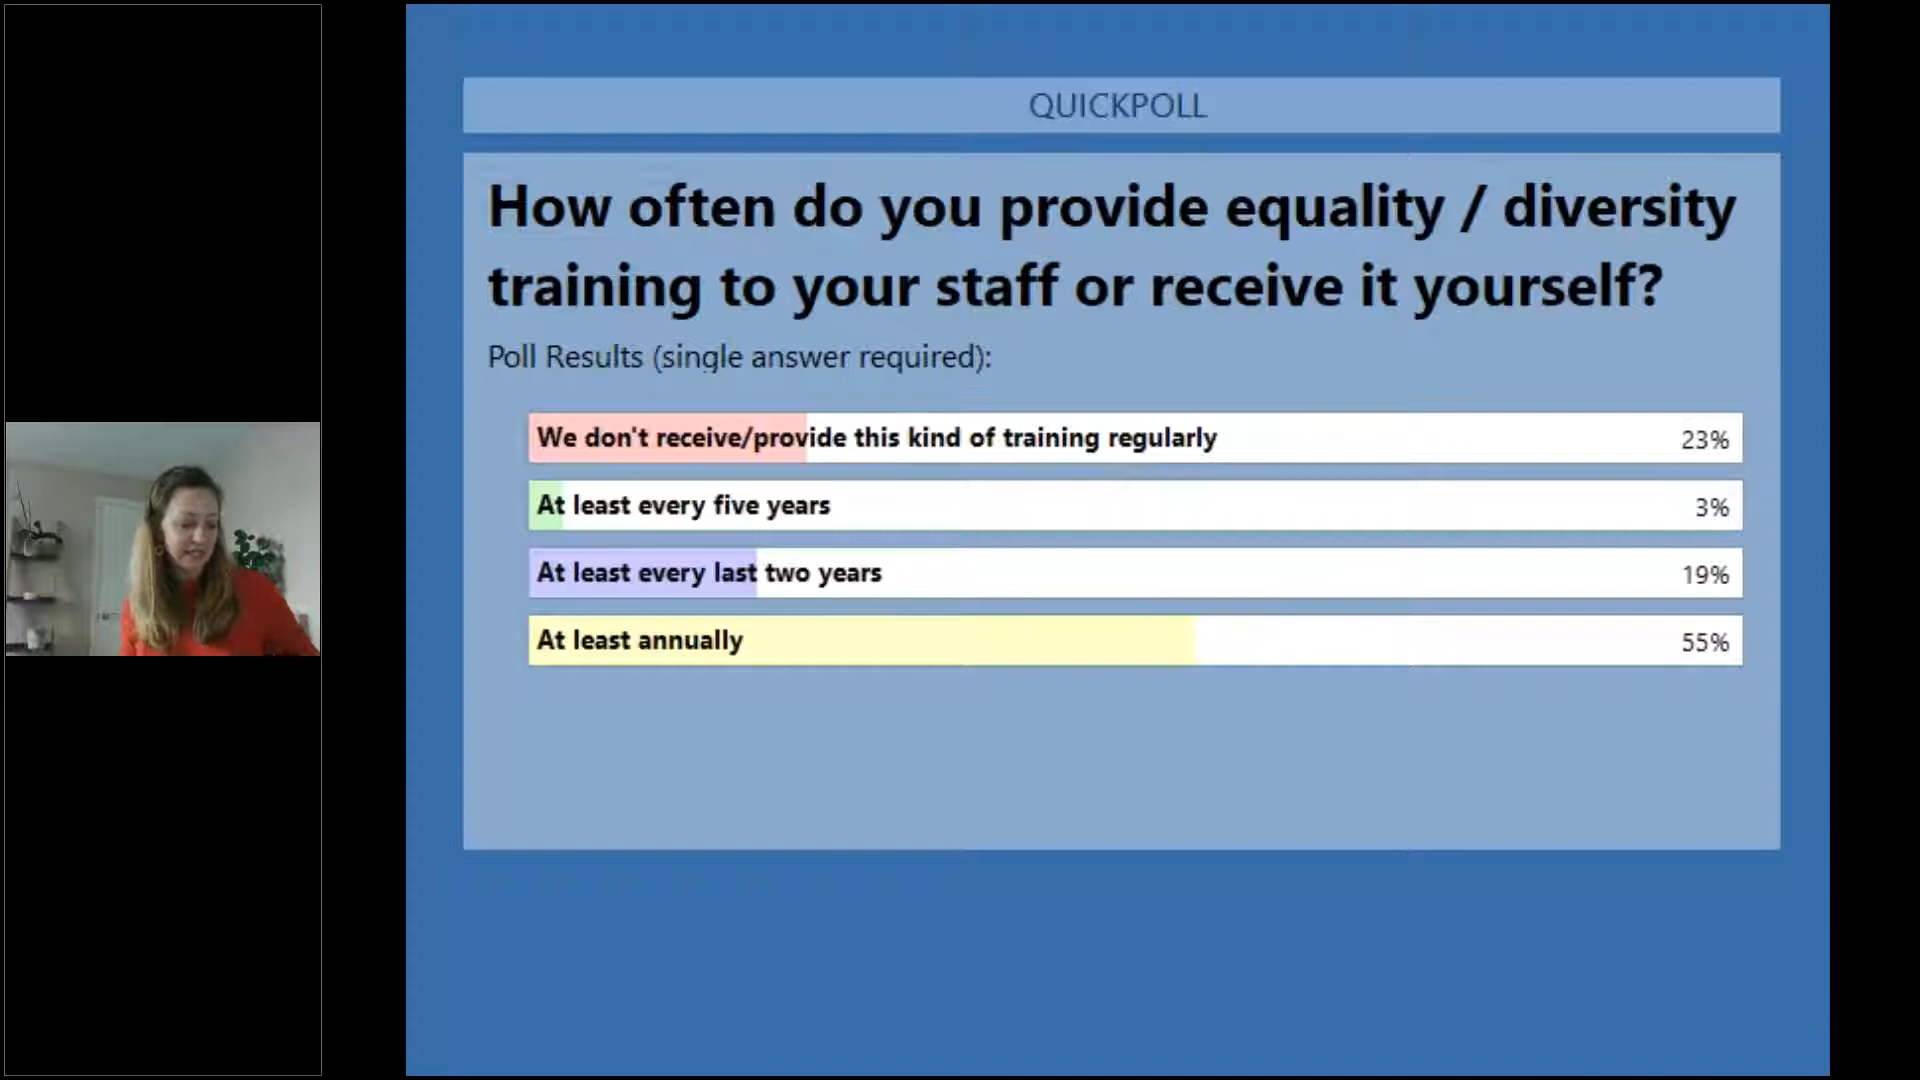 QUICKPOLL
How often do you provide equality / diversity
training to your staff or receive it yourself?
Poll Results (single answer required):
We don't receive/provide this kind of training regularly 23%
At least every five years 3%
At least every last two years 19%
At least annually 55%